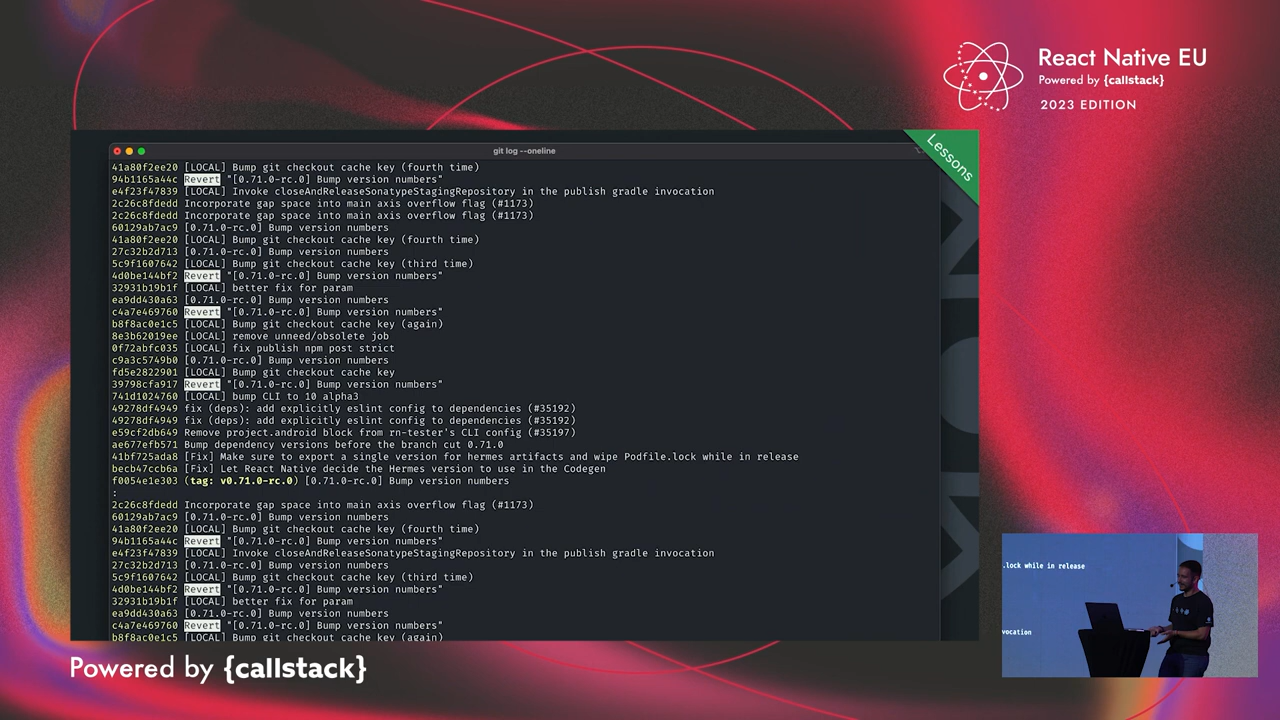 React Native EU
Powered by {callstack}
2023 EDITION
Lessons
git log --oneline
41a80f2ee20 [LOCAL] Bump git checkout cache key (fourth time)
94b1165a44c Revert "[0.71.0-rc.0] Bump version numbers"
e4f23f47839 [LOCAL] Invoke closeAndReleaseSonatypeStagingRepository in the publish gradle invocation
2c26c8fdedd Incorporate gap space into main axis overflow flag (#1173)
2c26c8fdedd Incorporate gap space into main axis overflow flag (#1173)
60129ab7ac9 [0.71.0-rc.0] Bump version numbers
41a80f2ee20 [LOCAL] Bump git checkout cache key (fourth time)
27c32b2d713 [0.71.0-rc.0] Bump version numbers
5c9f1607642 [LOCAL] Bump git checkout cache key (third time)
4d0be144bf2 Revert "[0.71.0-rc.0] Bump version numbers"
32931b19b1f [LOCAL] better fix for param
ea9dd430a63 [0.71.0-rc.0] Bump version numbers
c4a7e469760 Revert "[0.71.0-rc.0] Bump version numbers"
b8f8ac0e1c5 [LOCAL] Bump git checkout cache key (again)
8e3b62019ee [LOCAL] remove unneed/obsolete job
0f72abfc035 [LOCAL] fix publish npm post strict
c9a3c5749b0 [0.71.0-rc.0] Bump version numbers
fd5e2822901 [LOCAL] Bump git checkout cache key
39798cfa917 Revert "[0.71.0-rc.0] Bump version numbers"
741d1024760 [LOCAL] bump CLI to 10 alpha3
49278df4949 fix (deps): add explicitly eslint config to dependencies (#35192)
49278df4949 fix (deps): add explicitly eslint config to dependencies (#35192)
e59cf2db649 Remove project.android block from rn-tester's CLI config (#35197)
ae677efb571 Bump dependency versions before the branch cut 0.71.0
41bf725ada8 [Fix] Make sure to export a single version for hermes artifacts and wipe Podfile.lock while in release
becb47ccb6a [Fix] Let React Native decide the Hermes version to use in the Codegen
f0054e1e303 (tag: v0.71.0-rc.0) [0.71.0-rc.0] Bump version numbers
:
2c26c8fdedd Incorporate gap space into main axis overflow flag (#1173)
60129ab7ac9 [0.71.0-rc.0] Bump version numbers
41a80f2ee20 [LOCAL] Bump git checkout cache key (fourth time)
94b1165a44c Revert "[0.71.0-rc.0] Bump version numbers"
e4f23f47839 [LOCAL] Invoke closeAndReleaseSonatypeStagingRepository in the publish gradle invocation
27c32b2d713 [0.71.0-rc.0] Bump version numbers
5c9f1607642 [LOCAL] Bump git checkout cache key (third time)
4d0be144bf2 Revert "[0.71.0-rc.0] Bump version numbers"
32931b19b1f [LOCAL] better fix for param
ea9dd430a63 [0.71.0-rc.0] Bump version numbers
c4a7e469760 Revert "[0.71.0-rc.0] Bump version numbers"
b8f8ac0e1c5 [LOCAL] Bump git checkout cache key (again)
.lock while in release
vocation
Powered by {callstack}